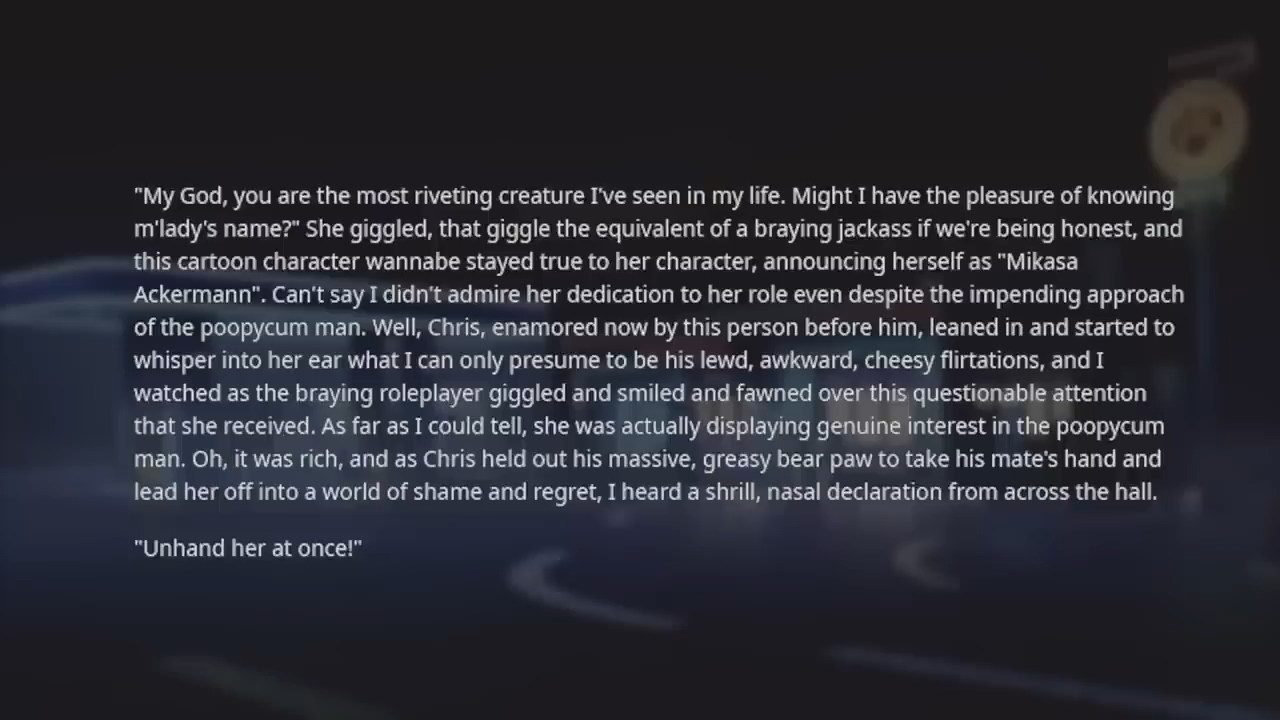 "My God, you are the most riveting creature I've seen in my life. Might I have the pleasure of knowing
m'lady's name?" She giggled, that giggle the equivalent of a braying jackass if we're being honest, and
this cartoon character wannabe stayed true to her character, announcing herself as "Mikasa
Ackermann". Can't say I didn't admire her dedication to her role even despite the impending approach
of the poopycum man. Well, Chris, enamored now by this person before him, leaned in and started to
whisper into her ear what I can only presume to be his lewd, awkward, cheesy flirtations, and I
watched as the braying roleplayer giggled and smiled and fawned over this questionable attention
that she received. As far as I could tell, she was actually displaying genuine interest in the poopycum
man. Oh, it was rich, and as Chris held out his massive, greasy bear paw to take his mate's hand and
lead her off into a world of shame and regret, I heard a shrill, nasal declaration from across the hall.
"Unhand her at once!"